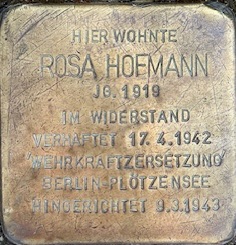 HIER WOHNTE
ROSA HOFMANN
JG. 1919
IM WIDERSTAND
VERHAFTET 17.4.1942
'WEHRKRAFTZERSETZUNG'
BERLIN-PLÖTZENSEE
HINGERICHTET 9.3.1943